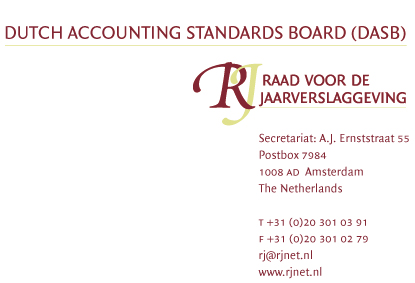 DUTCH ACCOUNTING STANDARDS BOARD (DASB)
RJ RAAD VOOR DE
JAARVERSLAGGEVING
Secretariat: A.J. Ernststraat 55
Postbox 7984
1008 AD Amsterdam
The Netherlands
T +31 (0)20 301 03 91
F +31 (0)20 301 02 79
rj@rjnet.nl
www.rjnet.nl